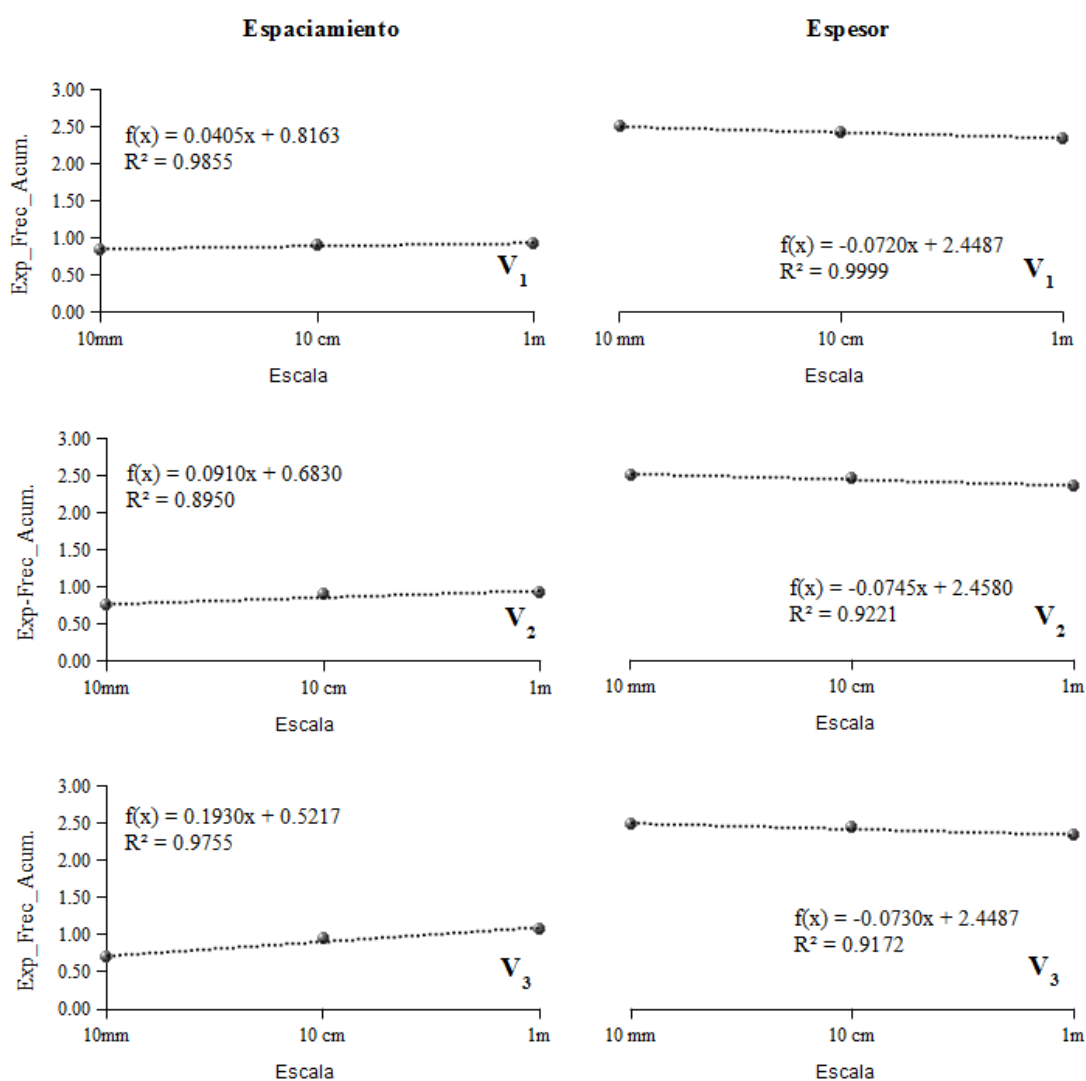 Espaciamiento
Espesor
3.00
2.50
2.00
1.50
1.00
0.50
0.00
Exp_Frec_Acum.
f(x) = 0.0405x + 0.8163
R² = 0.9855
V1
10mm
10 cm
1m
Escala
f(x) = -0.0720x + 2.4487
R² = 0.9999
V1
10 mm
10 cm
1m
Escala
3.00
2.50
2.00
1.50
1.00
0.50
0.00
Exp-Frec_Acum.
f(x) = 0.0910x + 0.6830
R² = 0.8950
V2
10mm
10 cm
1m
Escala
f(x) = -0.0745x + 2.4580
R² = 0.9221
V2
10 mm
10 cm
1m
Escala
3.00
2.50
2.00
1.50
1.00
0.50
0.00
Exp_Frec_Acum.
f(x) = 0.1930x + 0.5217
R² = 0.9755
V3
10mm
10 cm
1m
Escala
f(x) = -0.0730x + 2.4487
R² = 0.9172
V3
10 mm
10 cm
1m
Escala